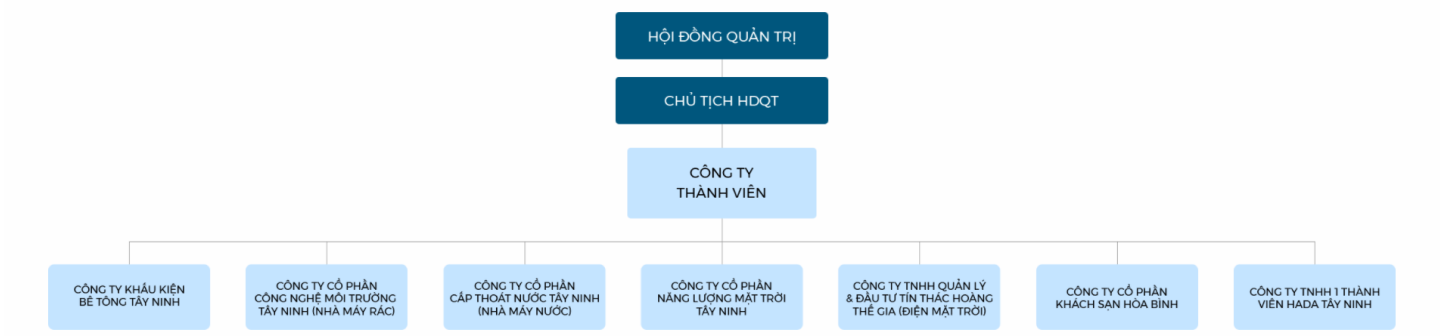 HỘI ĐỒNG QUẢN TRỊ
CHỦ TỊCH HDQT
CÔNG TY
THÀNH VIÊN
CÔNG TY KHẤU KIỆN
BÊ TÔNG TÂY NINH
CÔNG TY CỔ PHẦN
CÔNG NGHỆ MÔI TRƯỜNG
TÂY NINH (NHÀ MÁY RÁC)
CÔNG TY CỔ PHẦN
CẤP THOÁT NƯỚC TÂY NINH
(NHÀ MÁY NƯỚC)
CÔNG TY CỔ PHẦN
NĂNG LƯỢNG MẶT TRỜI
TÂY NINH
CÔNG TY TNHH QUẢN LÝ
& ĐẦU TƯ TÍN THÁC HOÀNG
THẾ GIA (ĐIỆN MẶT TRỜI)
CÔNG TY CỔ PHẦN
KHÁCH SẠN HÒA BÌNH
CÔNG TY TNHH 1 THÀNH
VIÊN HADA TÂY NINH